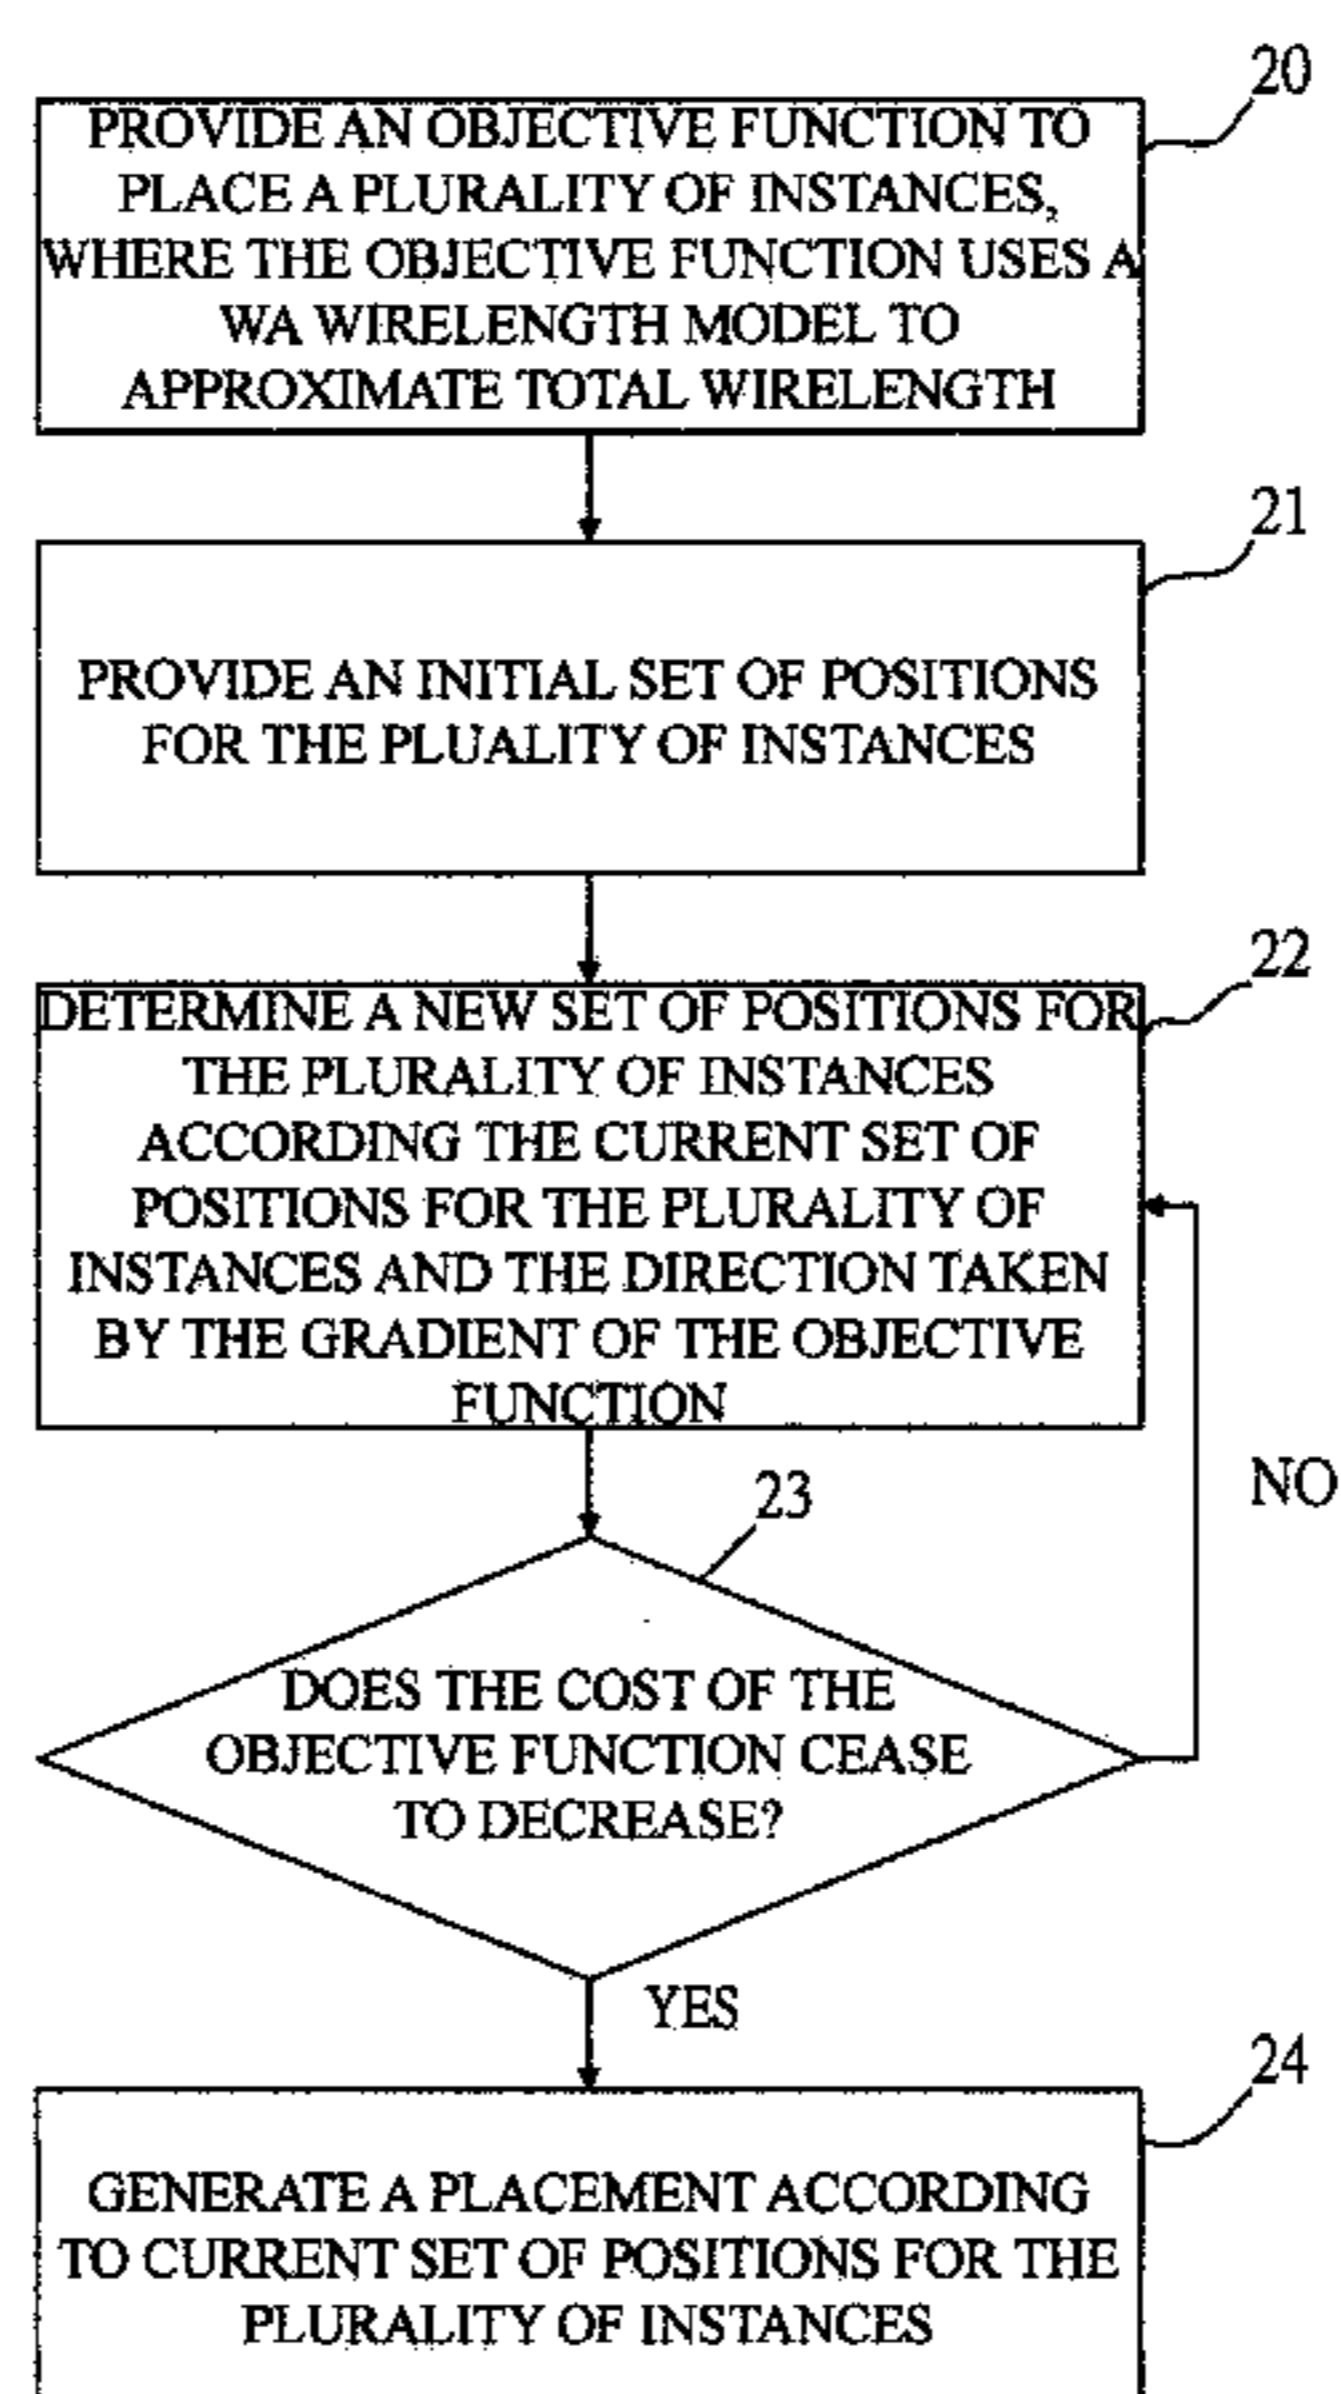 20
PROVIDE AN OBJECTIVE FUNCTION TO
PLACE A PLURALITY OF INSTANCES,
WHERE THE OBJECTIVE FUNCTION USES A
WA WIRELENGTH MODEL TO
APPROXIMATE TOTAL WIRELENGTH
21
PROVIDE AN INITIAL SET OF POSITIONS
FOR THE PLUALITY OF INSTANCES
22
DETERMINE A NEW SET OF POSITIONS FOR
THE PLURALITY OF INSTANCES
ACCORDING THE CURRENT SET OF
POSITIONS FOR THE PLURALITY OF
INSTANCES AND THE DIRECTION TAKEN
BY THE GRADIENT OF THE OBJECTIVE
FUNCTION
NO
23
DOES THE COST OF THE
OBJECTIVE FUNCTION CEASE
TO DECREASE?
YES
24
GENERATE A PLACEMENT ACCORDING
TO CURRENT SET OF POSITIONS FOR THE
PLURALITY OF INSTANCES